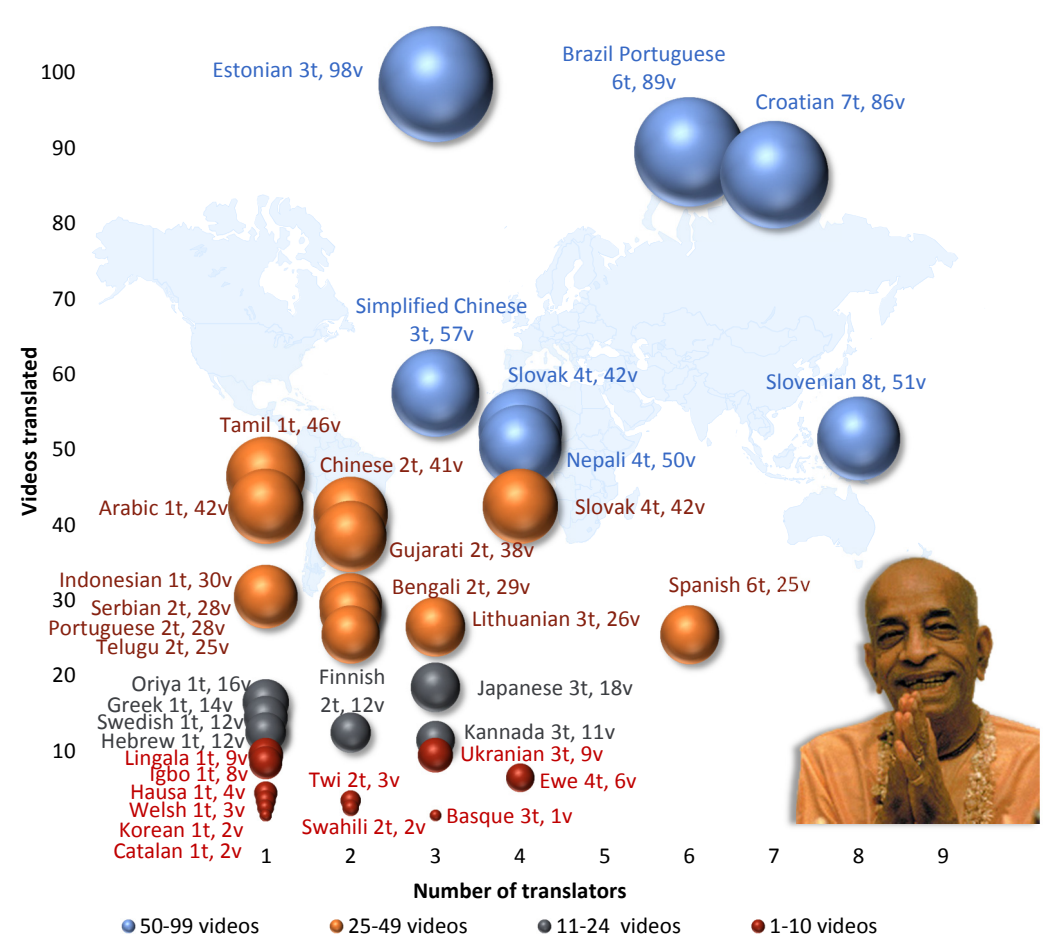 Estonian 3t, 98v
Brazil Portuguese
6t, 89v
Croatian 7t, 86v
100
90
80
70
60
50
40
30
20
10
Videos translated
Simplified Chinese
3t, 57v
Slovak 4t, 42v
Slovenian 8t, 51v
Tamil 1t, 46v
Chinese 2t, 41v
Nepali 4t, 50v
Arabic 1t, 42v
Slovak 4t, 42v
Gujarati 2t, 38v
Indonesian 1t, 30v
Bengali 2t, 29v
Spanish 6t, 25v
Serbian 2t, 28v
Lithuanian 3t, 26v
Portuguese 2t, 28v
Telugu 2t, 25v
Finnish
2t, 12v
Oriya 1t, 16v
Japanese 3t, 18v
Greek 1t, 14v
Swedish 1t, 12v
Kannada 3t, 11v
Hebrew 1t, 12v
Lingala 1t, 9v
Ukranian 3t, 9v
Igbo 1t, 8v
Twi 2t, 3v
Ewe 4t, 6v
Hausa 1t, 4v
Welsh 1t, 3v
Basque 3t, 1v
Swahili 2t, 2v
Korean 1t, 2v
Catalan 1t, 2v
1 2 3 4 5 6 7 8 9
Number of translators
50-99 videos
25-49 videos
11-24 videos
1-10 videos